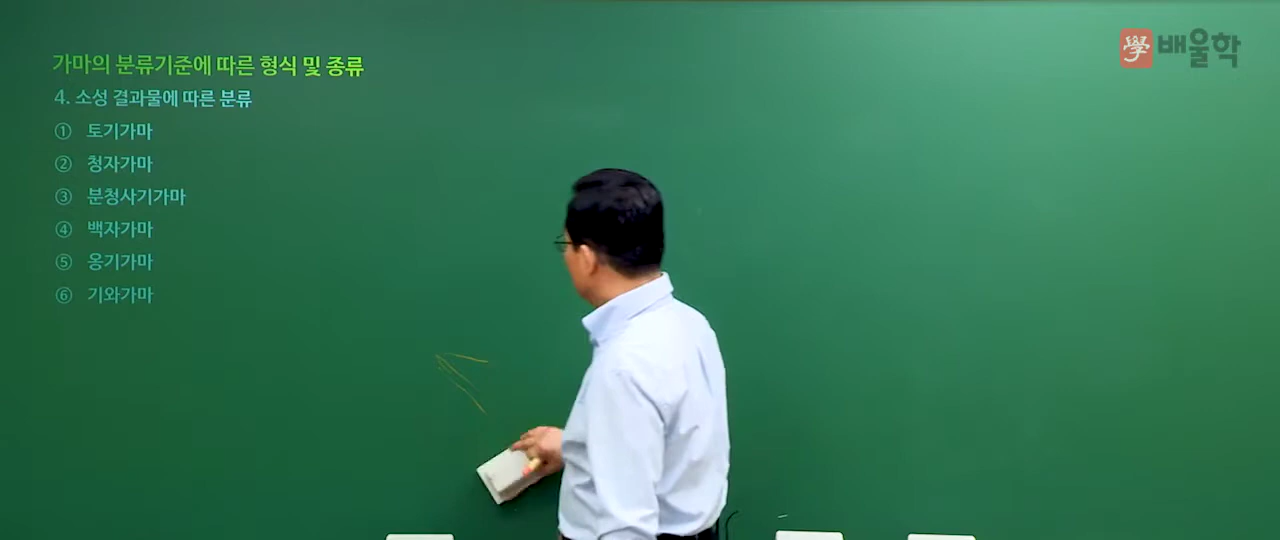 學 배울학
가마의 분류기준에 따른 형식 및 종류
4. 소성 결과물에 따른 분류
① 토기가마
② 청자가마
③ 분청사기가마
④ 백자가마
⑤ 옹기가마
⑥ 기와가마